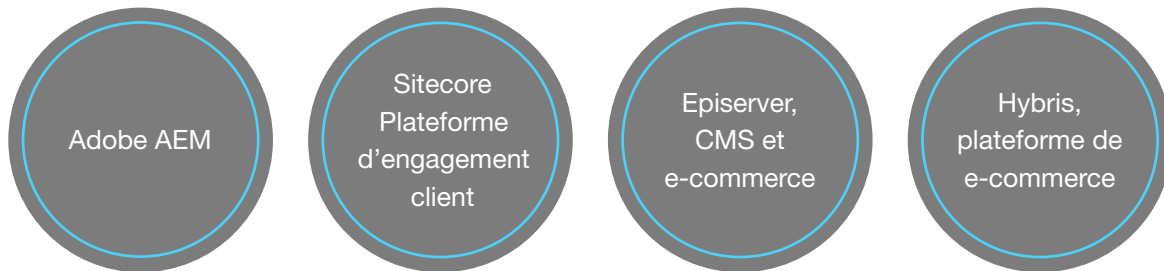 Adobe AEM
Sitecore
Plateforme
d’engagement
client
Episerver,
CMS et
e-commerce
Hybris,
plateforme de
e-commerce